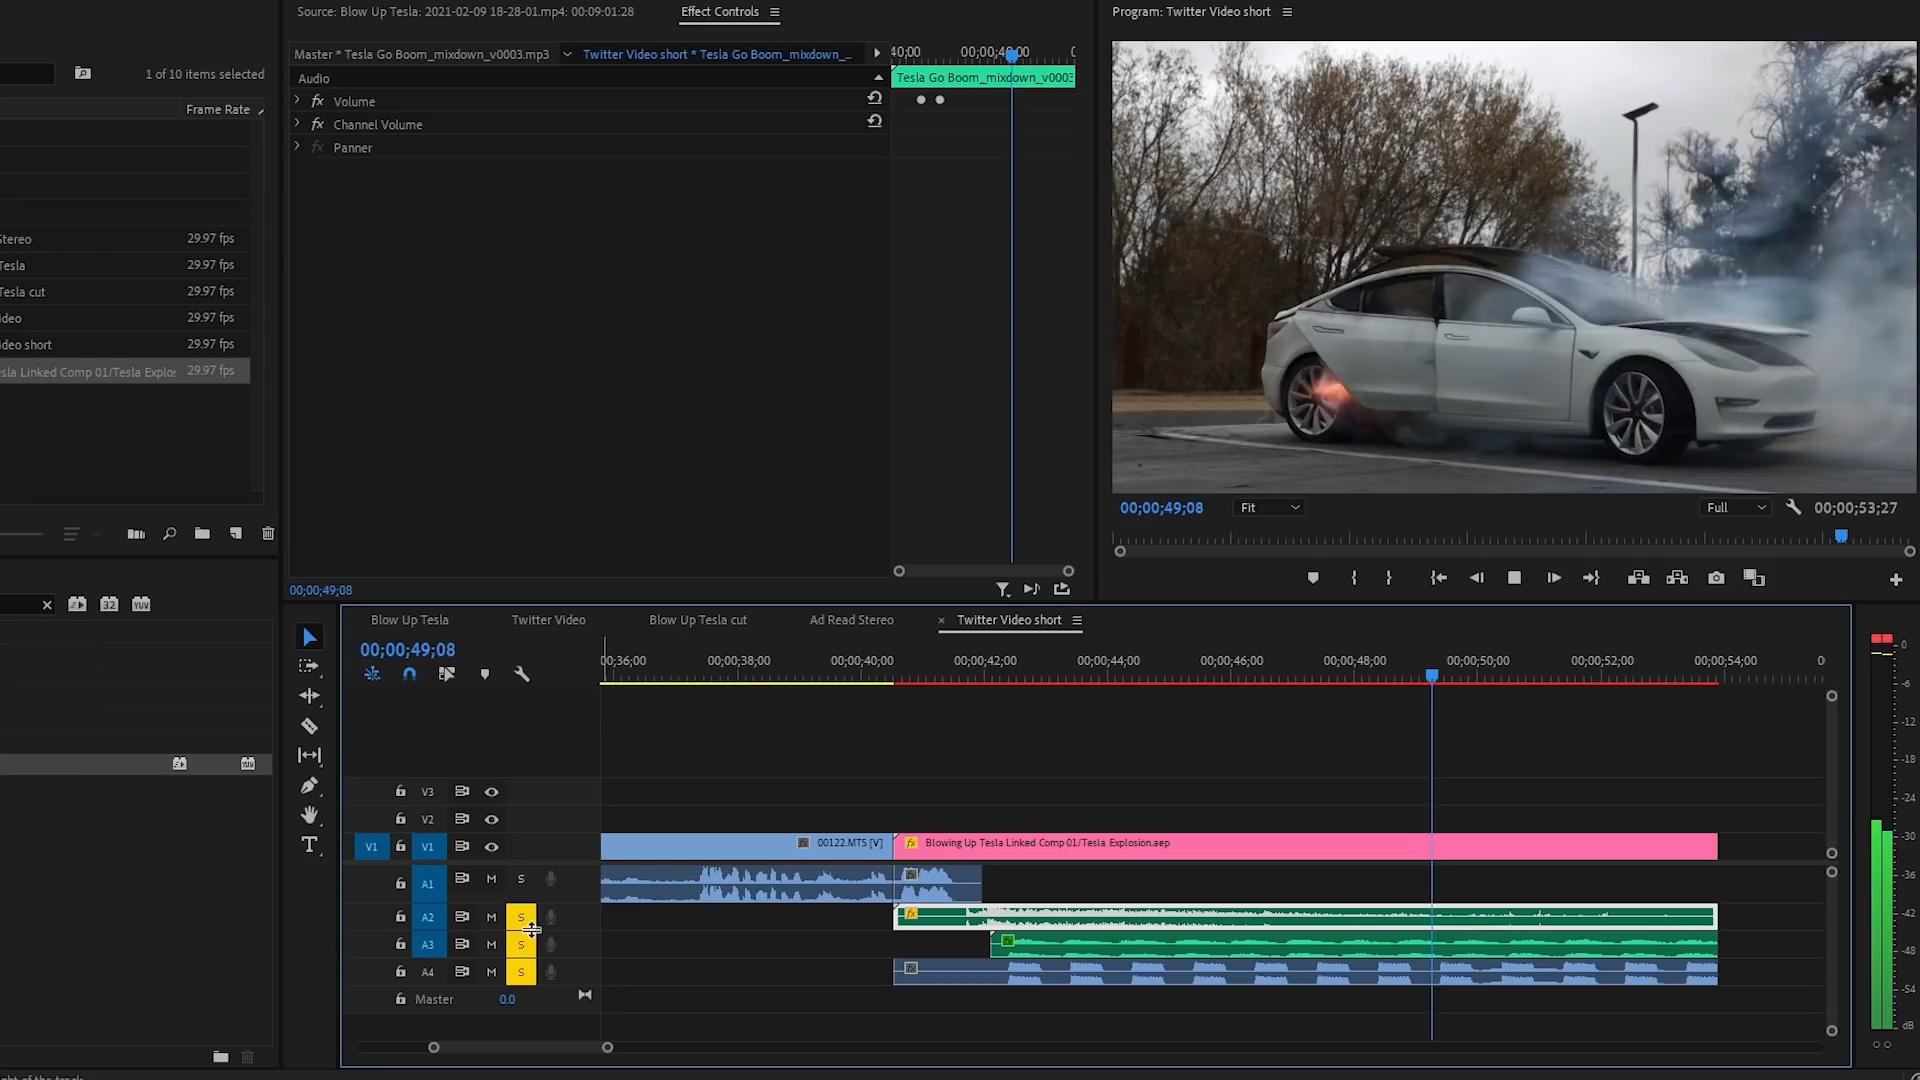 Source: Blow Up Tesla: 2021-02-09 18-28-01.mp4: 00:09:01:28
Effect Controls
Program: Twitter Video short
Master * Tesla Go Boom_mixdown_v0003.mp3
Twitter Video short * Tesla Go Boom_mixdown_...
40;00
00;00;48;00
Audio
Tesla Go Boom_mixdown_v0003
fx Volume
fx Channel Volume
fx Panner
1 of 10 items selected
Frame Rate
Stereo 29.97 fps
Tesla 29.97 fps
Tesla cut 29.97 fps
ideo 29.97 fps
ideo short 29.97 fps
esla Linked Comp 01/Tesla Explos 29.97 fps
00;00;49;08
00;00;49;08
Fit
Full
00;00;53;27
32
YUV
Blow Up Tesla
Twitter Video
Blow Up Tesla cut
Ad Read Stereo
Twitter Video short
00;00;49;08
00;36;00
00;00;38;00
00;00;40;00
00;00;42;00
00;00;44;00
00;00;46;00
00;00;48;00
00;00;50;00
00;00;52;00
00;00;54;00
V3
V2
V1 V1
00122.MTS [V]
fx Blowing Up Tesla Linked Comp 01/Tesla Explosion.aep
A1 M S
A2 M S
A3 M S
A4 M S
Master 0.0
T
0
-6
-12
-18
-24
-30
-36
-42
-48
-54
dB